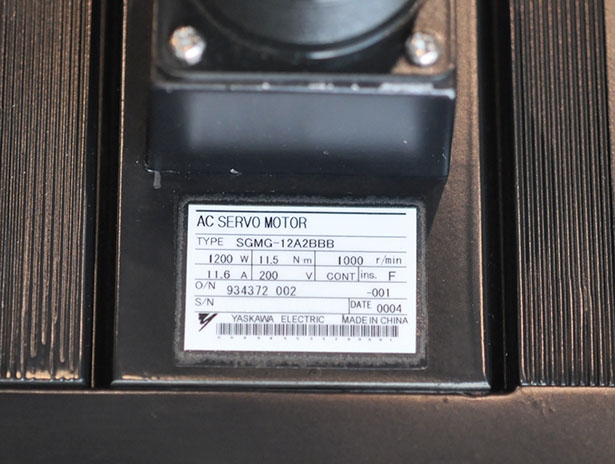 AC SERVO MOTOR
TYPE SGMG-12A2BBB
1200 W 11.5 N m 1000 r/min
11.6 A 200 V CONT ins. F
O/N 934372 002 -001
S/N DATE 0004
YASKAWA ELECTRIC MADE IN CHINA